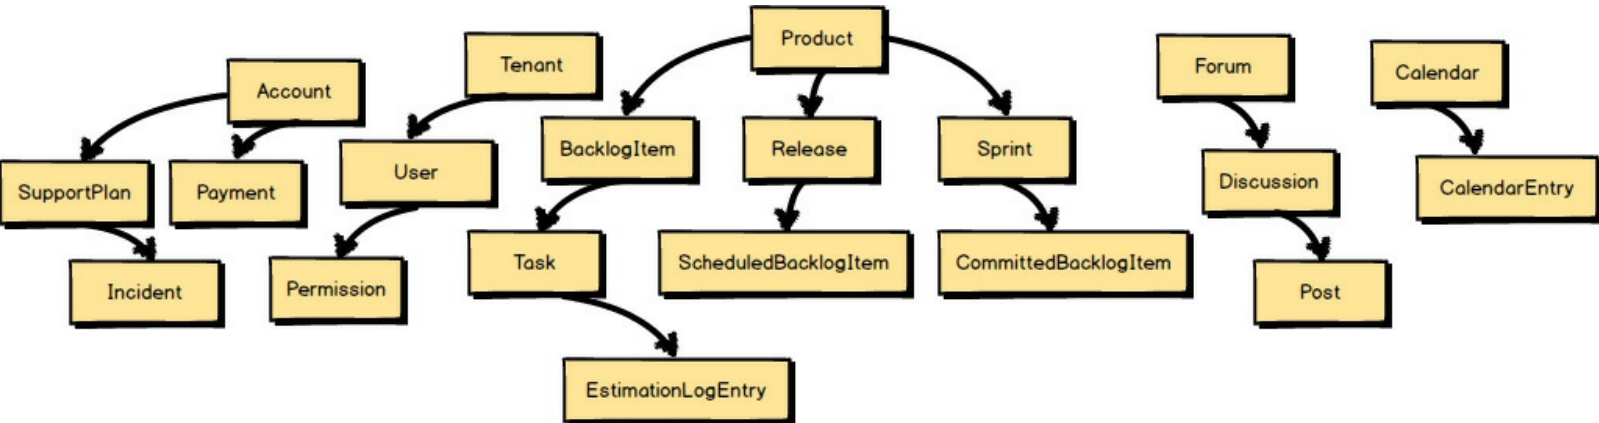 Product
Tenant
Forum
Calendar
Account
BacklogItem
Release
Sprint
User
Discussion
CalendarEntry
SupportPlan
Payment
Task
ScheduledBacklogItem
CommittedBacklogItem
Incident
Permission
Post
EstimationLogEntry